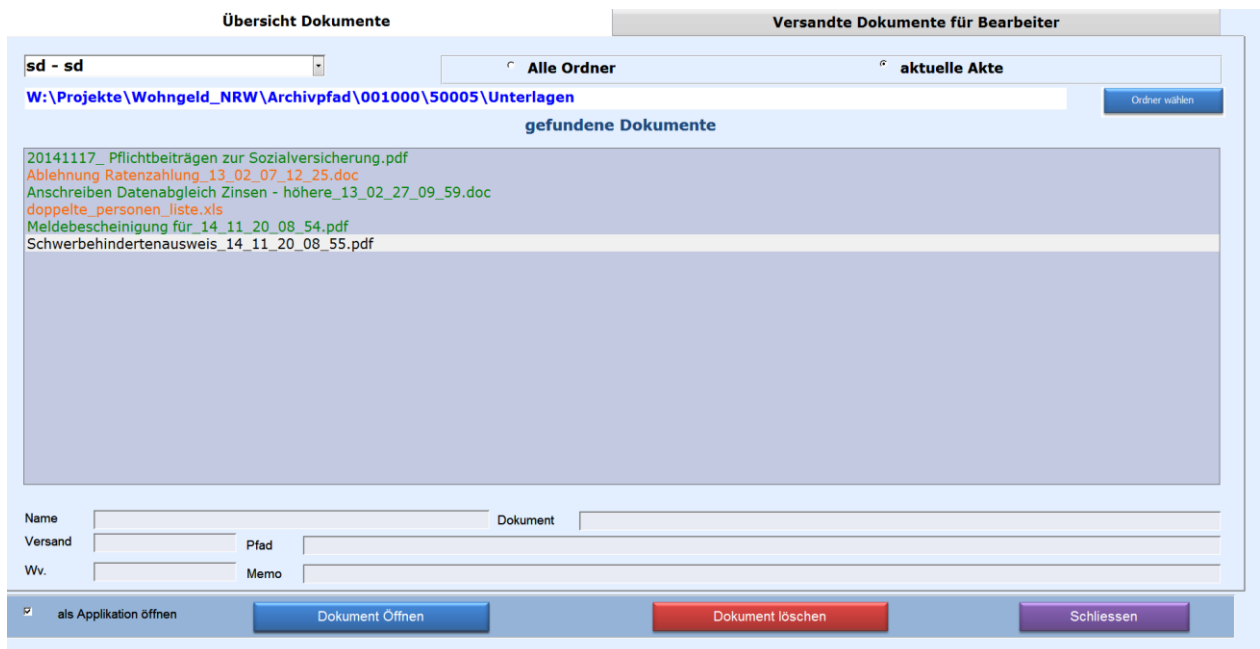 Übersicht Dokumente
Versandte Dokumente für Bearbeiter
sd - sd
Alle Ordner
aktuelle Akte
W:\Projekte\Wohngeld_NRW\Archivpfad\001000\50005\Unterlagen
Ordner wählen
gefundene Dokumente
20141117_ Pflichtbeiträgen zur Sozialversicherung.pdf
Ablehnung Ratenzahlung_13_02_07_12_25.doc
Anschreiben Datenabgleich Zinsen - höhere_13_02_27_09_59.doc
doppelte_personen_liste.xls
Meldebescheinigung für_14_11_20_08_54.pdf
Schwerbehindertenausweis_14_11_20_08_55.pdf
Name
Dokument
Versand
Pfad
Wv.
Memo
als Applikation öffnen
Dokument Öffnen
Dokument löschen
Schliessen